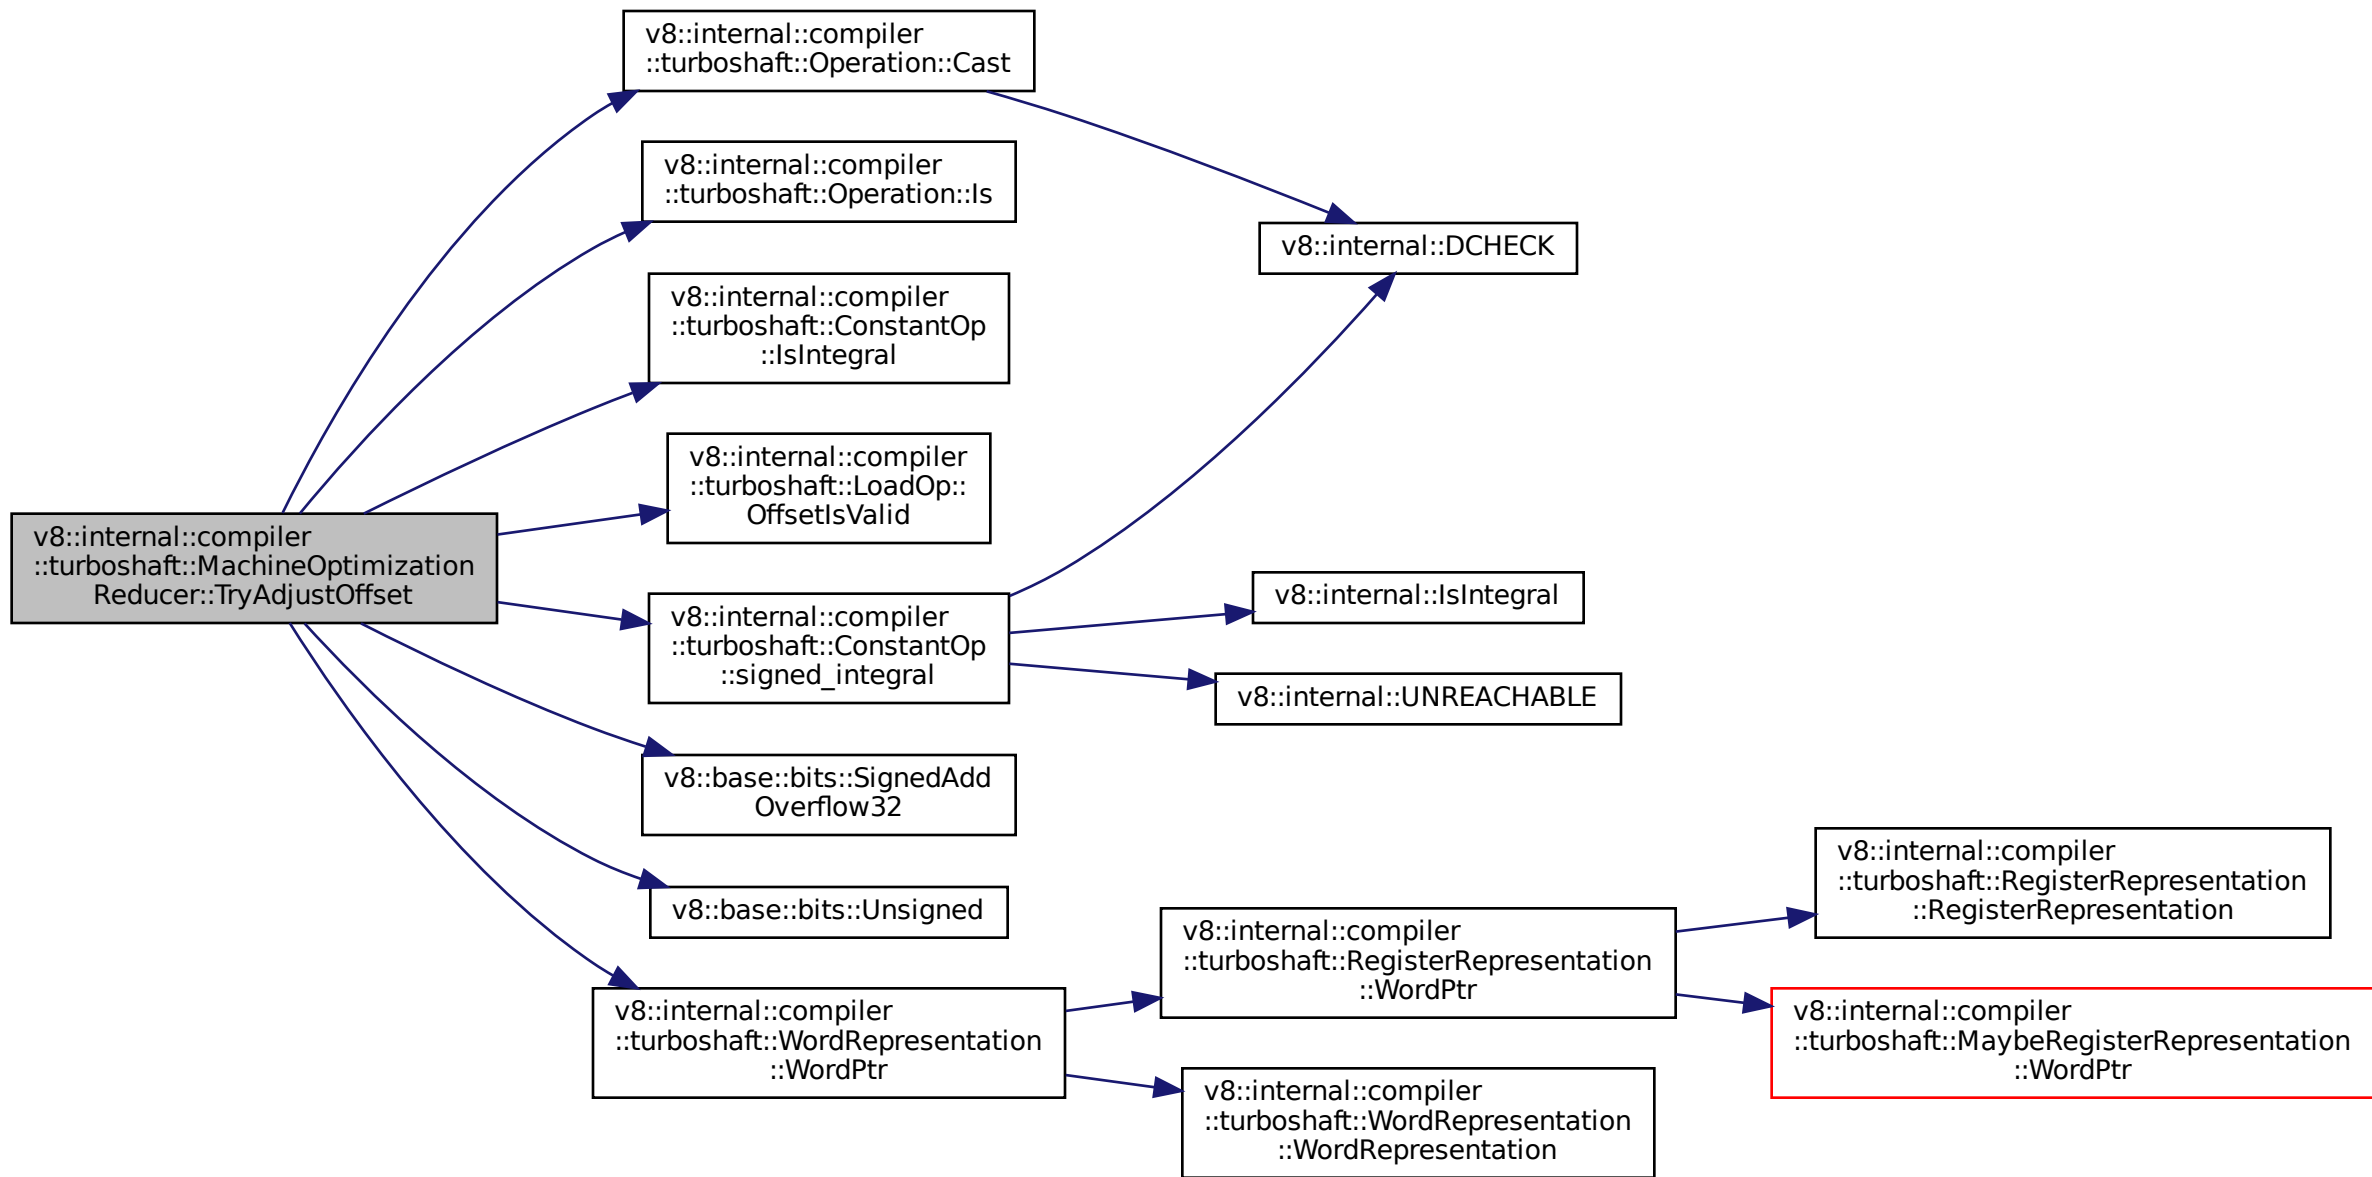 v8::internal::compiler
::turboshaft::MachineOptimization
Reducer::TryAdjustOffset
v8::internal::compiler
::turboshaft::Operation::Cast
v8::internal::compiler
::turboshaft::Operation::Is
v8::internal::compiler
::turboshaft::ConstantOp
::IsIntegral
v8::internal::compiler
::turboshaft::LoadOp::
OffsetIsValid
v8::internal::compiler
::turboshaft::ConstantOp
::signed_integral
v8::base::bits::SignedAdd
Overflow32
v8::base::bits::Unsigned
v8::internal::compiler
::turboshaft::WordRepresentation
::WordPtr
v8::internal::DCHECK
v8::internal::IsIntegral
v8::internal::UNREACHABLE
v8::internal::compiler
::turboshaft::RegisterRepresentation
::WordPtr
v8::internal::compiler
::turboshaft::WordRepresentation
::WordRepresentation
v8::internal::compiler
::turboshaft::RegisterRepresentation
::RegisterRepresentation
v8::internal::compiler
::turboshaft::MaybeRegisterRepresentation
::WordPtr